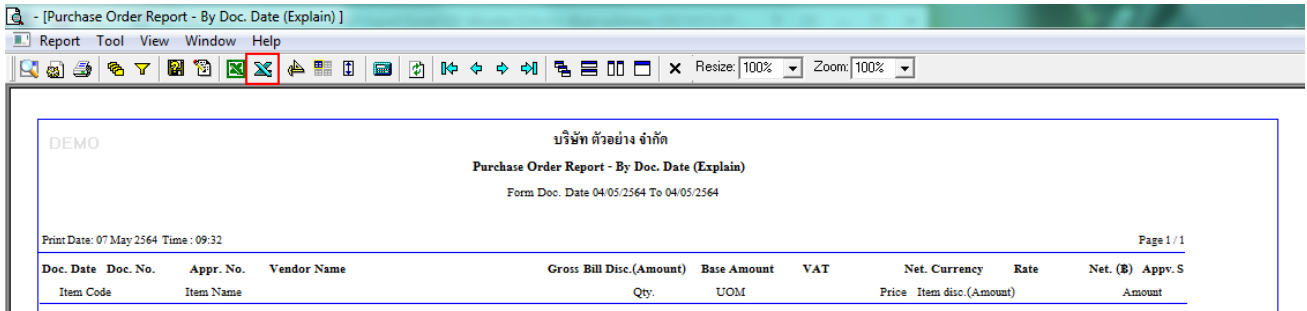 - [Purchase Order Report - By Doc. Date (Explain) ]
Report Tool View Window Help
Resize: 100% Zoom: 100%
DEMO
บริษัท ตัวอย่าง จำกัด
Purchase Order Report - By Doc. Date (Explain)
Form Doc. Date 04/05/2564 To 04/05/2564
Print Date: 07 May 2564 Time : 09:32 Page 1 / 1
Doc. Date Doc. No. Appr. No. Vendor Name Gross Bill Disc.(Amount) Base Amount VAT Net. Currency Rate Net. (B) Appv. S
Item Code Item Name Qty. UOM Price Item disc.(Amount) Amount